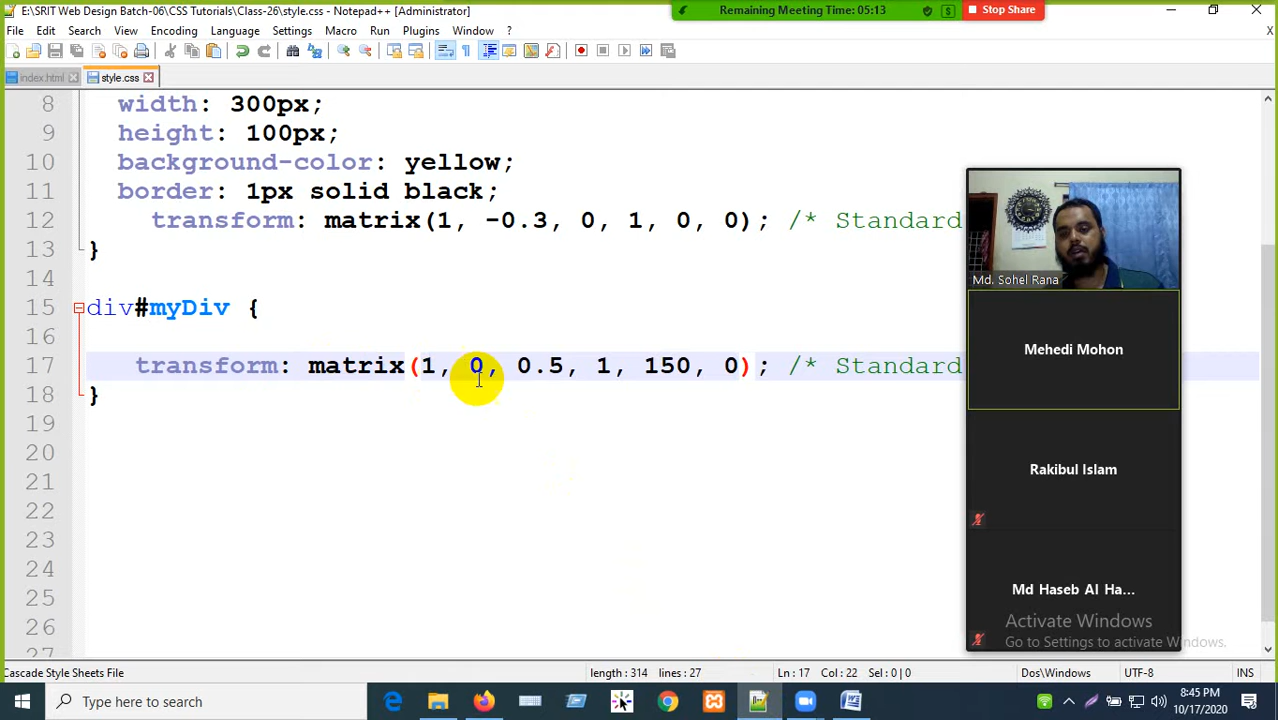 E:\SRIT Web Design Batch-06\CSS Tutorials\Class-26\style.css - Notepad++ [Administrator]
Remaining Meeting Time: 05:13
Stop Share
File Edit Search View Encoding Language Settings Macro Run Plugins Window ?
X
index.html
style.css
8 width: 300px;
9 height: 100px;
10 background-color: yellow;
11 border: 1px solid black;
12 transform: matrix(1, -0.3, 0, 1, 0, 0); /* Standard
13 }
14
15 div#myDiv {
16
17 transform: matrix(1, 0, 0.5, 1, 150, 0); /* Standard
18 }
19
20
21
22
23
24
25
26
27
Md. Sohel Rana
Mehedi Mohon
Rakibul Islam
Md Haseb Al Ha...
Activate Windows
Go to Settings to activate Windows.
Cascade Style Sheets File
length : 314 lines : 27
Ln : 17 Col : 22 Sel : 0 | 0
Dos\Windows
UTF-8
INS
Type here to search
8:45 PM
10/17/2020